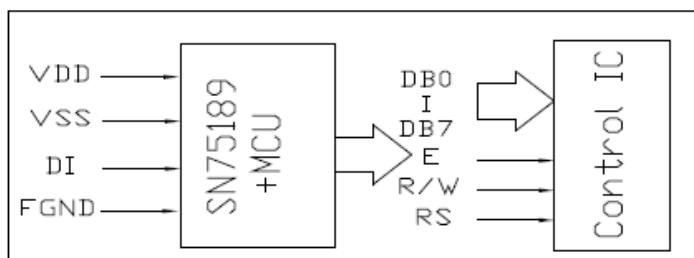 VDD
VSS
DI
FGND
SN75189
+MCU
DB0
I
DB7
E
R/W
RS
Control IC